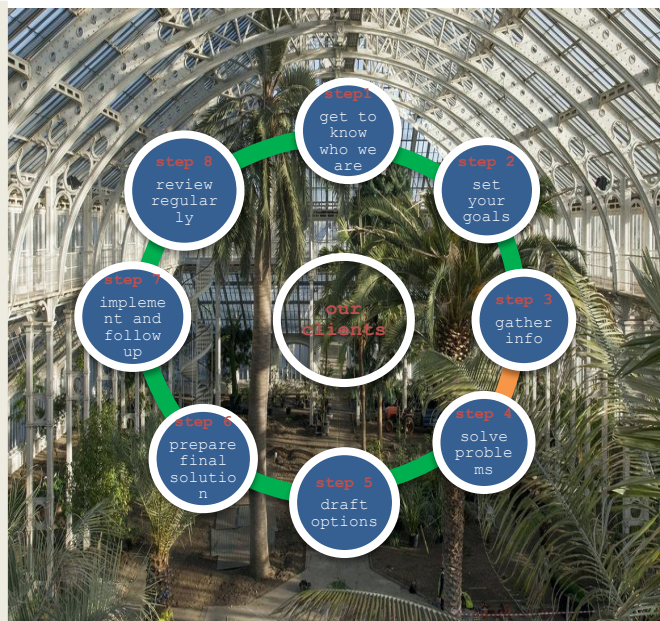 step1
get to
know
who we
are
step 2
set
your
goals
step 3
gather
info
step 4
solve
proble
ms
step 5
draft
options
step 6
prepare
final
solutio
n
step 7
impleme
nt and
follow
up
step 8
review
regular
ly
our
clients